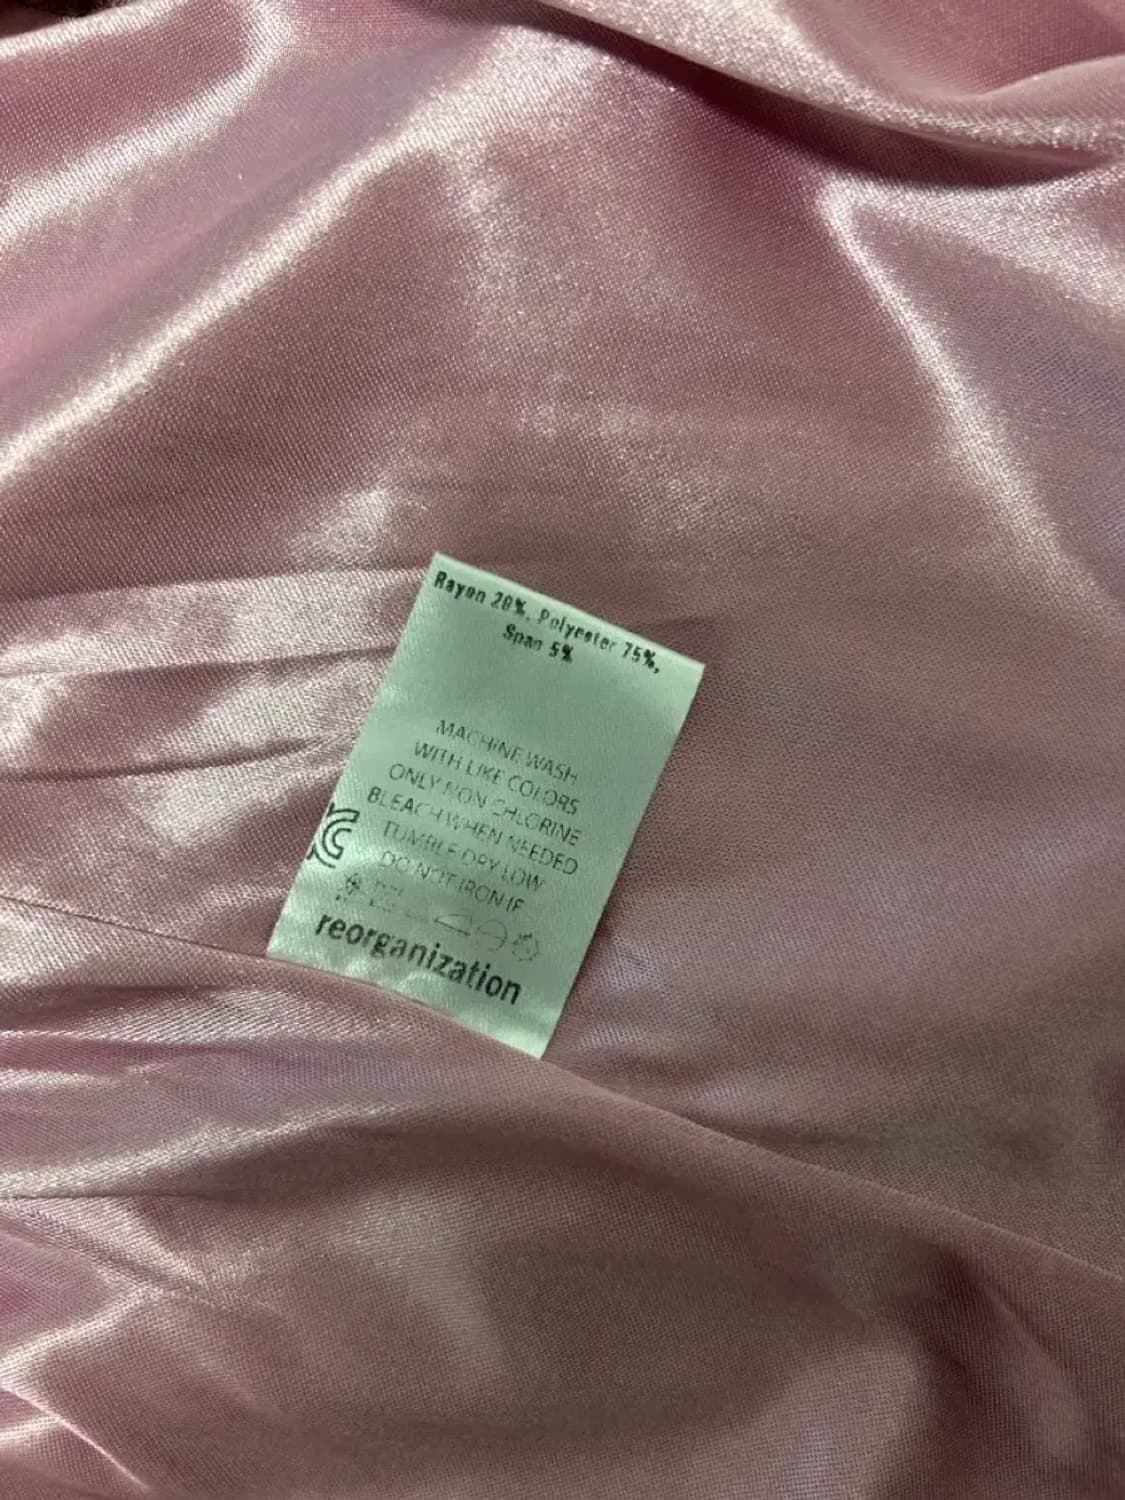 Rayon 20%, Polyester 75%,
Span 5%
MACHINE WASH
WITH LIKE COLORS
ONLY NON CHLORINE
BLEACH WHEN NEEDED
TUMBLE DRY LOW
DO NOT IRON IF
reorganization